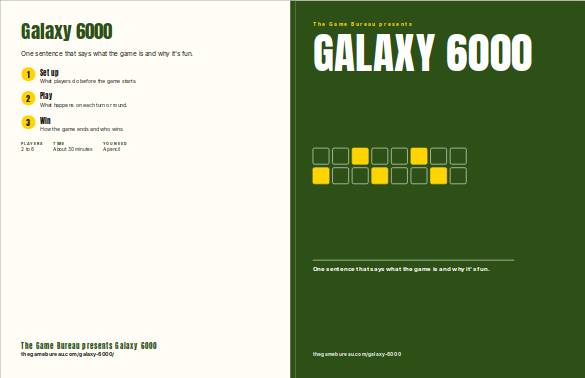 Galaxy 6000
One sentence that says what the game is and why it's fun.
1
Set up
What players do before the game starts.
2
Play
What happens on each turn or round.
3
Win
How the game ends and who wins.
PLAYERS TIME YOU NEED
2 to 6 About 30 minutes A pencil
The Game Bureau presents Galaxy 6000
thegamebureau.com/galaxy-6000/
The Game Bureau presents
GALAXY 6000
One sentence that says what the game is and why it's fun.
thegamebureau.com/galaxy-6000